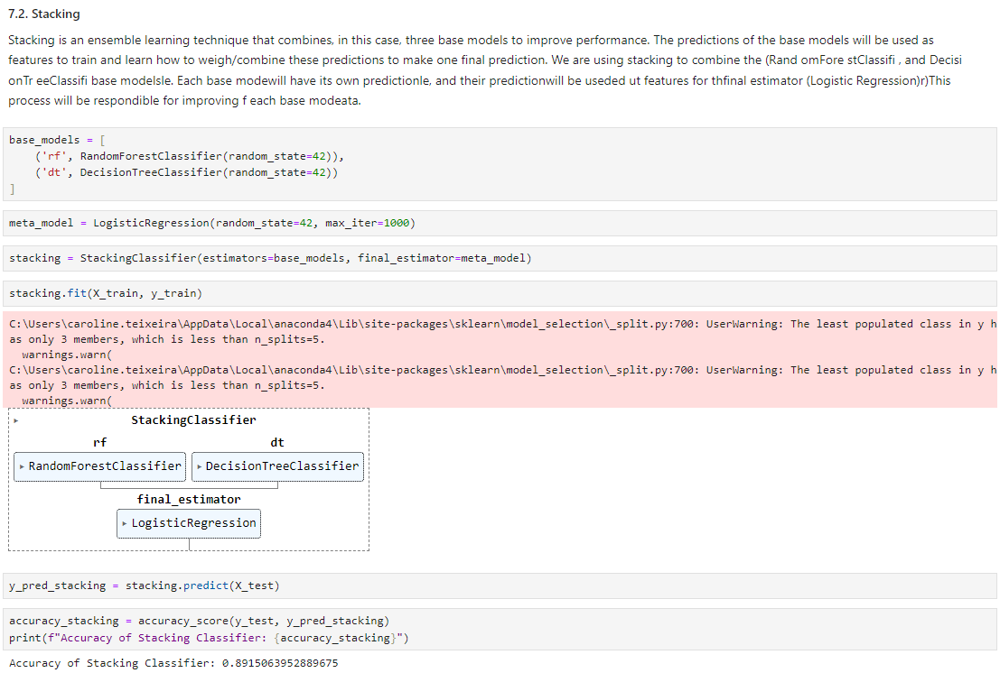 7.2. Stacking
Stacking is an ensemble learning technique that combines, in this case, three base models to improve performance. The predictions of the base models will be used as
features to train and learn how to weigh/combine these predictions to make one final prediction. We are using stacking to combine the (Rand omFore stClassifi , and Decisi
onTr eeClassifi base modelsle. Each base modewill have its own predictionle, and their predictionwill be useded ut features for thfinal estimator (Logistic Regression)r)This
process will be respondible for improving f each base modeata.
base_models = [
    ('rf', RandomForestClassifier(random_state=42)),
    ('dt', DecisionTreeClassifier(random_state=42))
]
meta_model = LogisticRegression(random_state=42, max_iter=1000)
stacking = StackingClassifier(estimators=base_models, final_estimator=meta_model)
stacking.fit(X_train, y_train)
C:\Users\caroline.teixeira\AppData\Local\anaconda4\Lib\site-packages\sklearn\model_selection\_split.py:700: UserWarning: The least populated class in y h
as only 3 members, which is less than n_splits=5.
  warnings.warn(
C:\Users\caroline.teixeira\AppData\Local\anaconda4\Lib\site-packages\sklearn\model_selection\_split.py:700: UserWarning: The least populated class in y h
as only 3 members, which is less than n_splits=5.
  warnings.warn(
StackingClassifier
rf dt
RandomForestClassifier DecisionTreeClassifier
final_estimator
LogisticRegression
y_pred_stacking = stacking.predict(X_test)
accuracy_stacking = accuracy_score(y_test, y_pred_stacking)
print(f"Accuracy of Stacking Classifier: {accuracy_stacking}")
Accuracy of Stacking Classifier: 0.8915063952889675